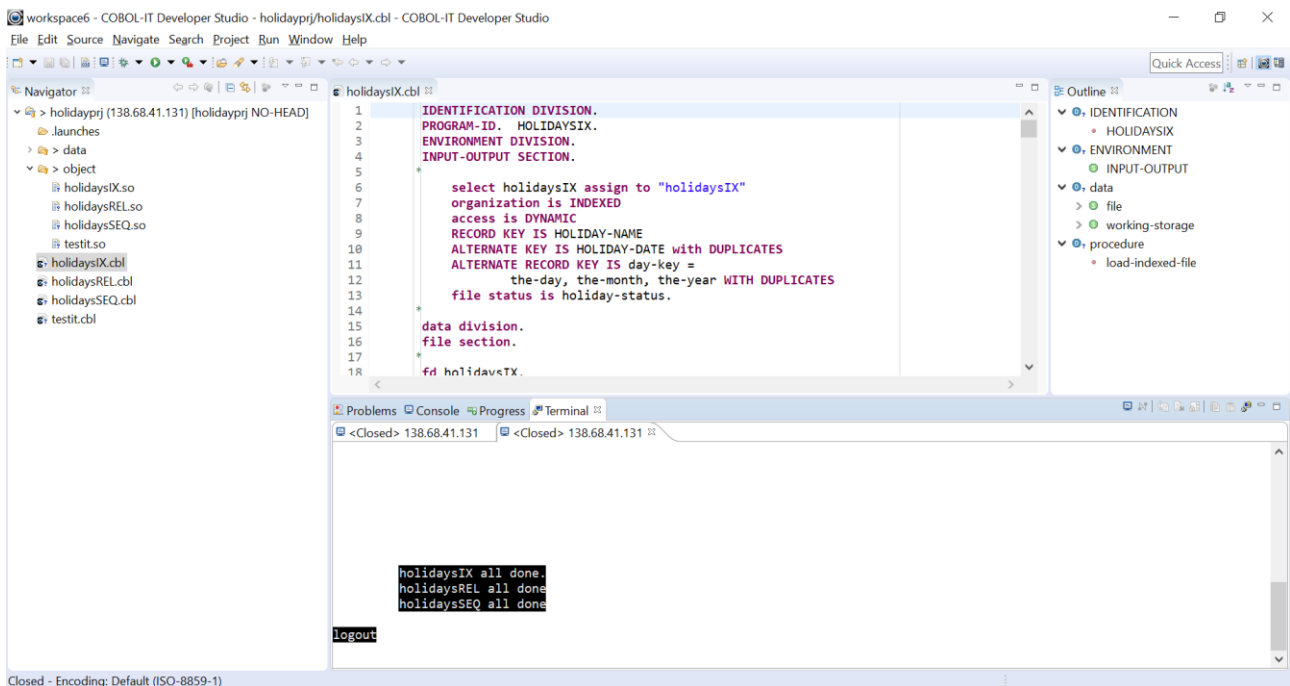 workspace6 - COBOL-IT Developer Studio - holidayprj/holidaysIX.cbl - COBOL-IT Developer Studio
File Edit Source Navigate Search Project Run Window Help
Quick Access
Navigator
> holidayprj (138.68.41.131) [holidayprj NO-HEAD]
.launches
> data
> object
holidaysIX.so
holidaysREL.so
holidaysSEQ.so
testit.so
holidaysIX.cbl
holidaysREL.cbl
holidaysSEQ.cbl
testit.cbl
holidaysIX.cbl
1 IDENTIFICATION DIVISION.
2 PROGRAM-ID. HOLIDAYSIX.
3 ENVIRONMENT DIVISION.
4 INPUT-OUTPUT SECTION.
5 *
6 select holidaysIX assign to "holidaysIX"
7 organization is INDEXED
8 access is DYNAMIC
9 RECORD KEY IS HOLIDAY-NAME
10 ALTERNATE KEY IS HOLIDAY-DATE with DUPLICATES
11 ALTERNATE RECORD KEY IS day-key =
12 the-day, the-month, the-year WITH DUPLICATES
13 file status is holiday-status.
14 *
15 data division.
16 file section.
17 *
18 fd holidaysIX.
Outline
IDENTIFICATION
HOLIDAYSIX
ENVIRONMENT
INPUT-OUTPUT
data
file
working-storage
procedure
load-indexed-file
Problems Console Progress Terminal
<Closed> 138.68.41.131 <Closed> 138.68.41.131
holidaysIX all done.
holidaysREL all done
holidaysSEQ all done
logout
Closed - Encoding: Default (ISO-8859-1)